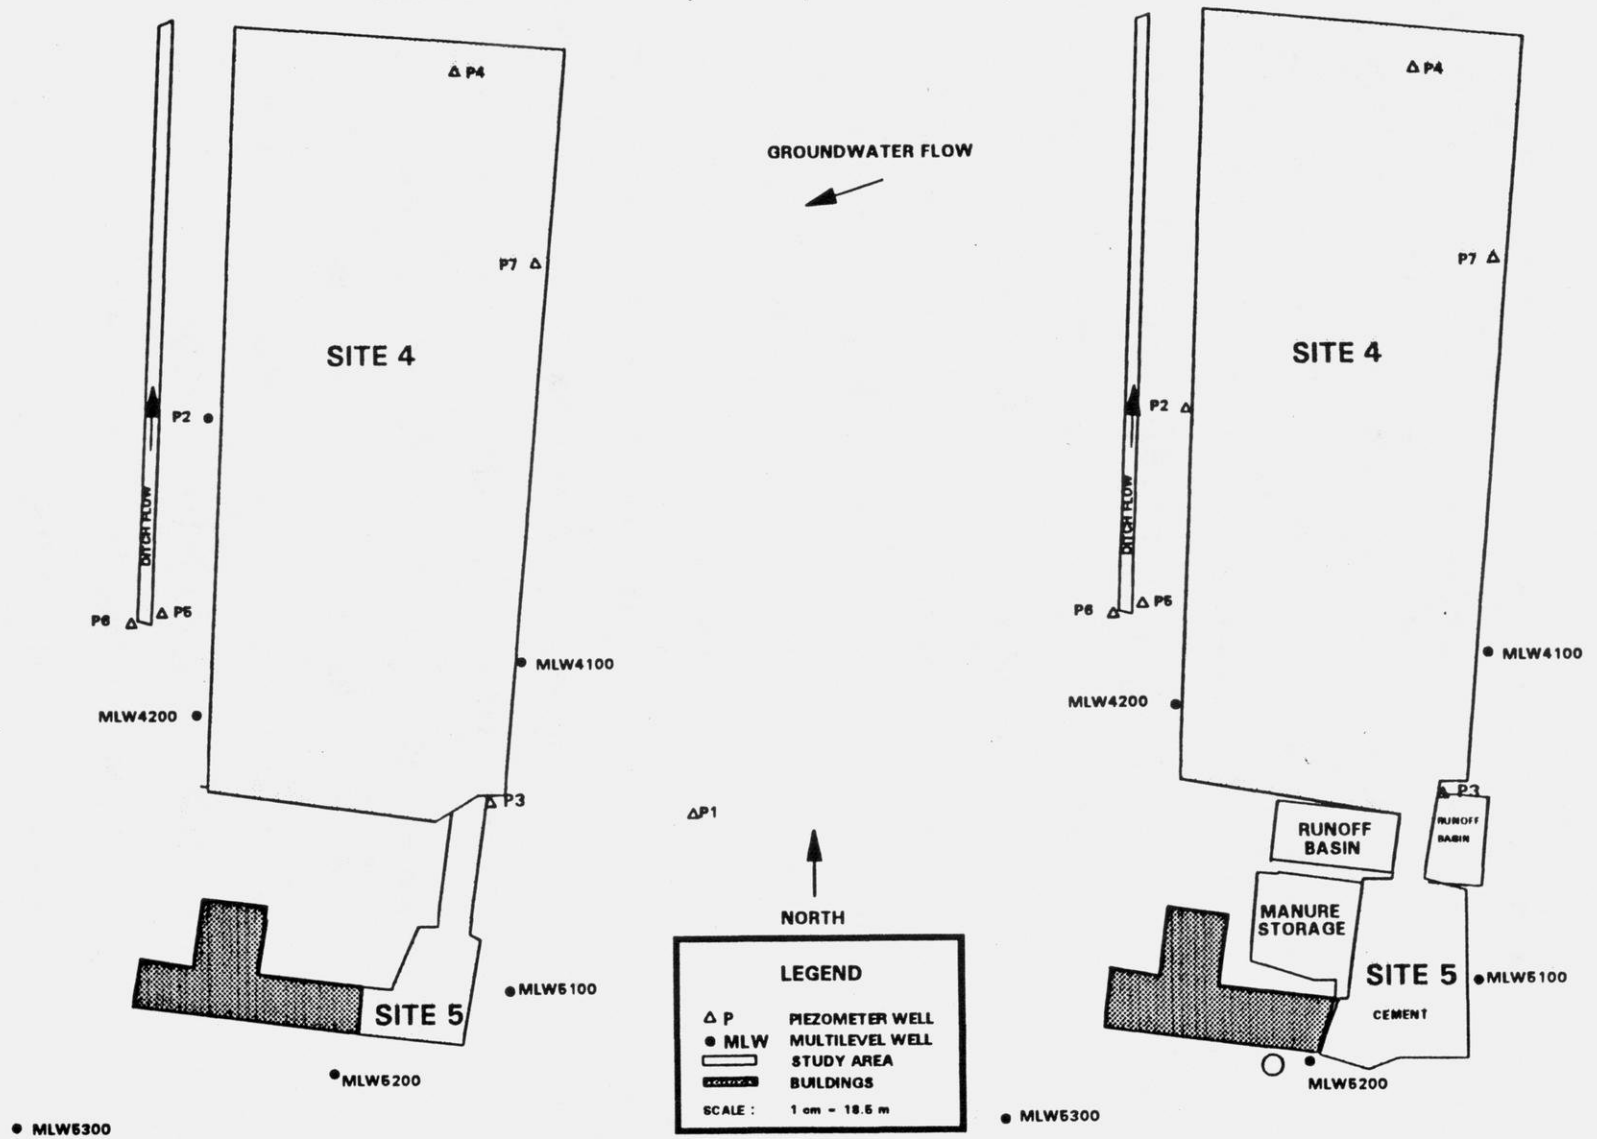 P4
P7
SITE 4
P2
DITCH FLOW
P6
P5
MLW4100
MLW4200
P3
SITE 5
MLW5100
MLW5200
MLW5300
GROUNDWATER FLOW
P1
NORTH
LEGEND
P PIEZOMETER WELL
MLW MULTILEVEL WELL
STUDY AREA
BUILDINGS
SCALE : 1 cm = 18.5 m
P4
P7
SITE 4
P2
DITCH FLOW
P6
P5
MLW4100
MLW4200
P3
RUNOFF
BASIN
RUNOFF
BASIN
MANURE
STORAGE
SITE 5
CEMENT
MLW5100
MLW5200
MLW5300